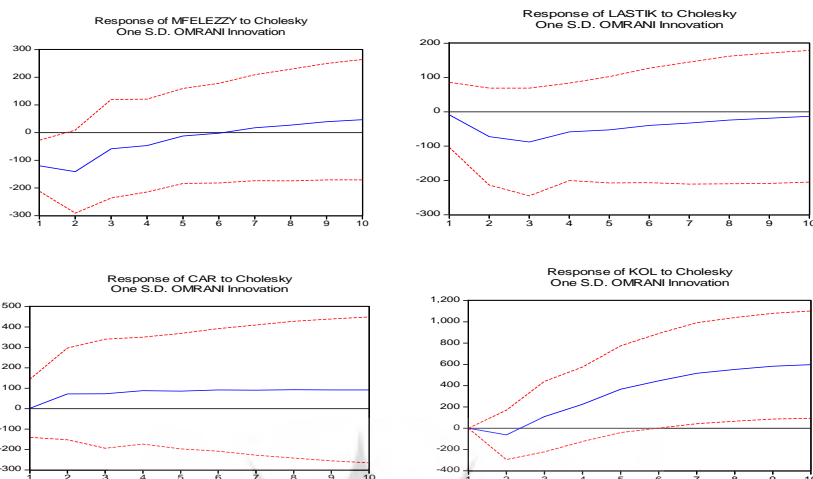 Response of MFELEZZY to Cholesky
One S.D. OMRANI Innovation
300
200
100
0
-100
-200
-300
1 2 3 4 5 6 7 8 9 10
Response of LASTIK to Cholesky
One S.D. OMRANI Innovation
200
100
0
-100
-200
-300
1 2 3 4 5 6 7 8 9 10
Response of CAR to Cholesky
One S.D. OMRANI Innovation
500
400
300
200
100
0
-100
-200
-300
1 2 3 4 5 6 7 8 9 10
Response of KOL to Cholesky
One S.D. OMRANI Innovation
1,200
1,000
800
600
400
200
0
-200
-400
1 2 3 4 5 6 7 8 9 10